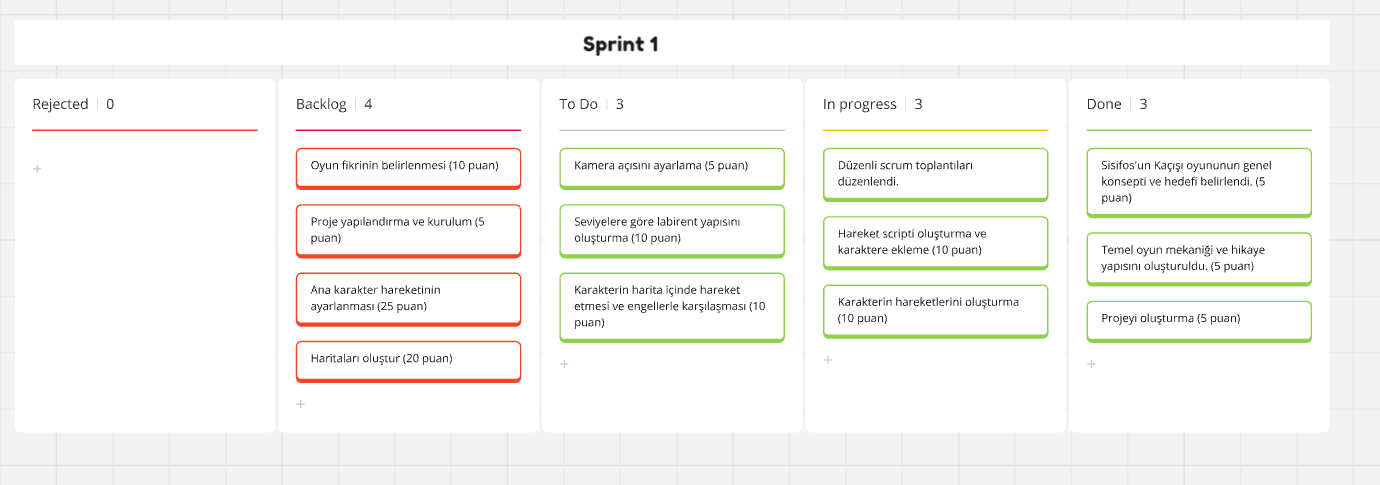 Sprint 1
Rejected 0
+
Backlog 4
Oyun fikrinin belirlenmesi (10 puan)
Proje yapılandırma ve kurulum (5
puan)
Ana karakter hareketinin
ayarlanması (25 puan)
Haritaları oluştur (20 puan)
+
To Do 3
Kamera açısını ayarlama (5 puan)
Seviyelere göre labirent yapısını
oluşturma (10 puan)
Karakterin harita içinde hareket
etmesi ve engellerle karşılaşması (10
puan)
+
In progress 3
Düzenli scrum toplantıları
düzenlendi.
Hareket scripti oluşturma ve
karaktere ekleme (10 puan)
Karakterin hareketlerini oluşturma
(10 puan)
+
Done 3
Sisifos'un Kaçışı oyununun genel
konsepti ve hedefi belirlendi. (5
puan)
Temel oyun mekaniği ve hikaye
yapısını oluşturuldu. (5 puan)
Projeyi oluşturma (5 puan)
+